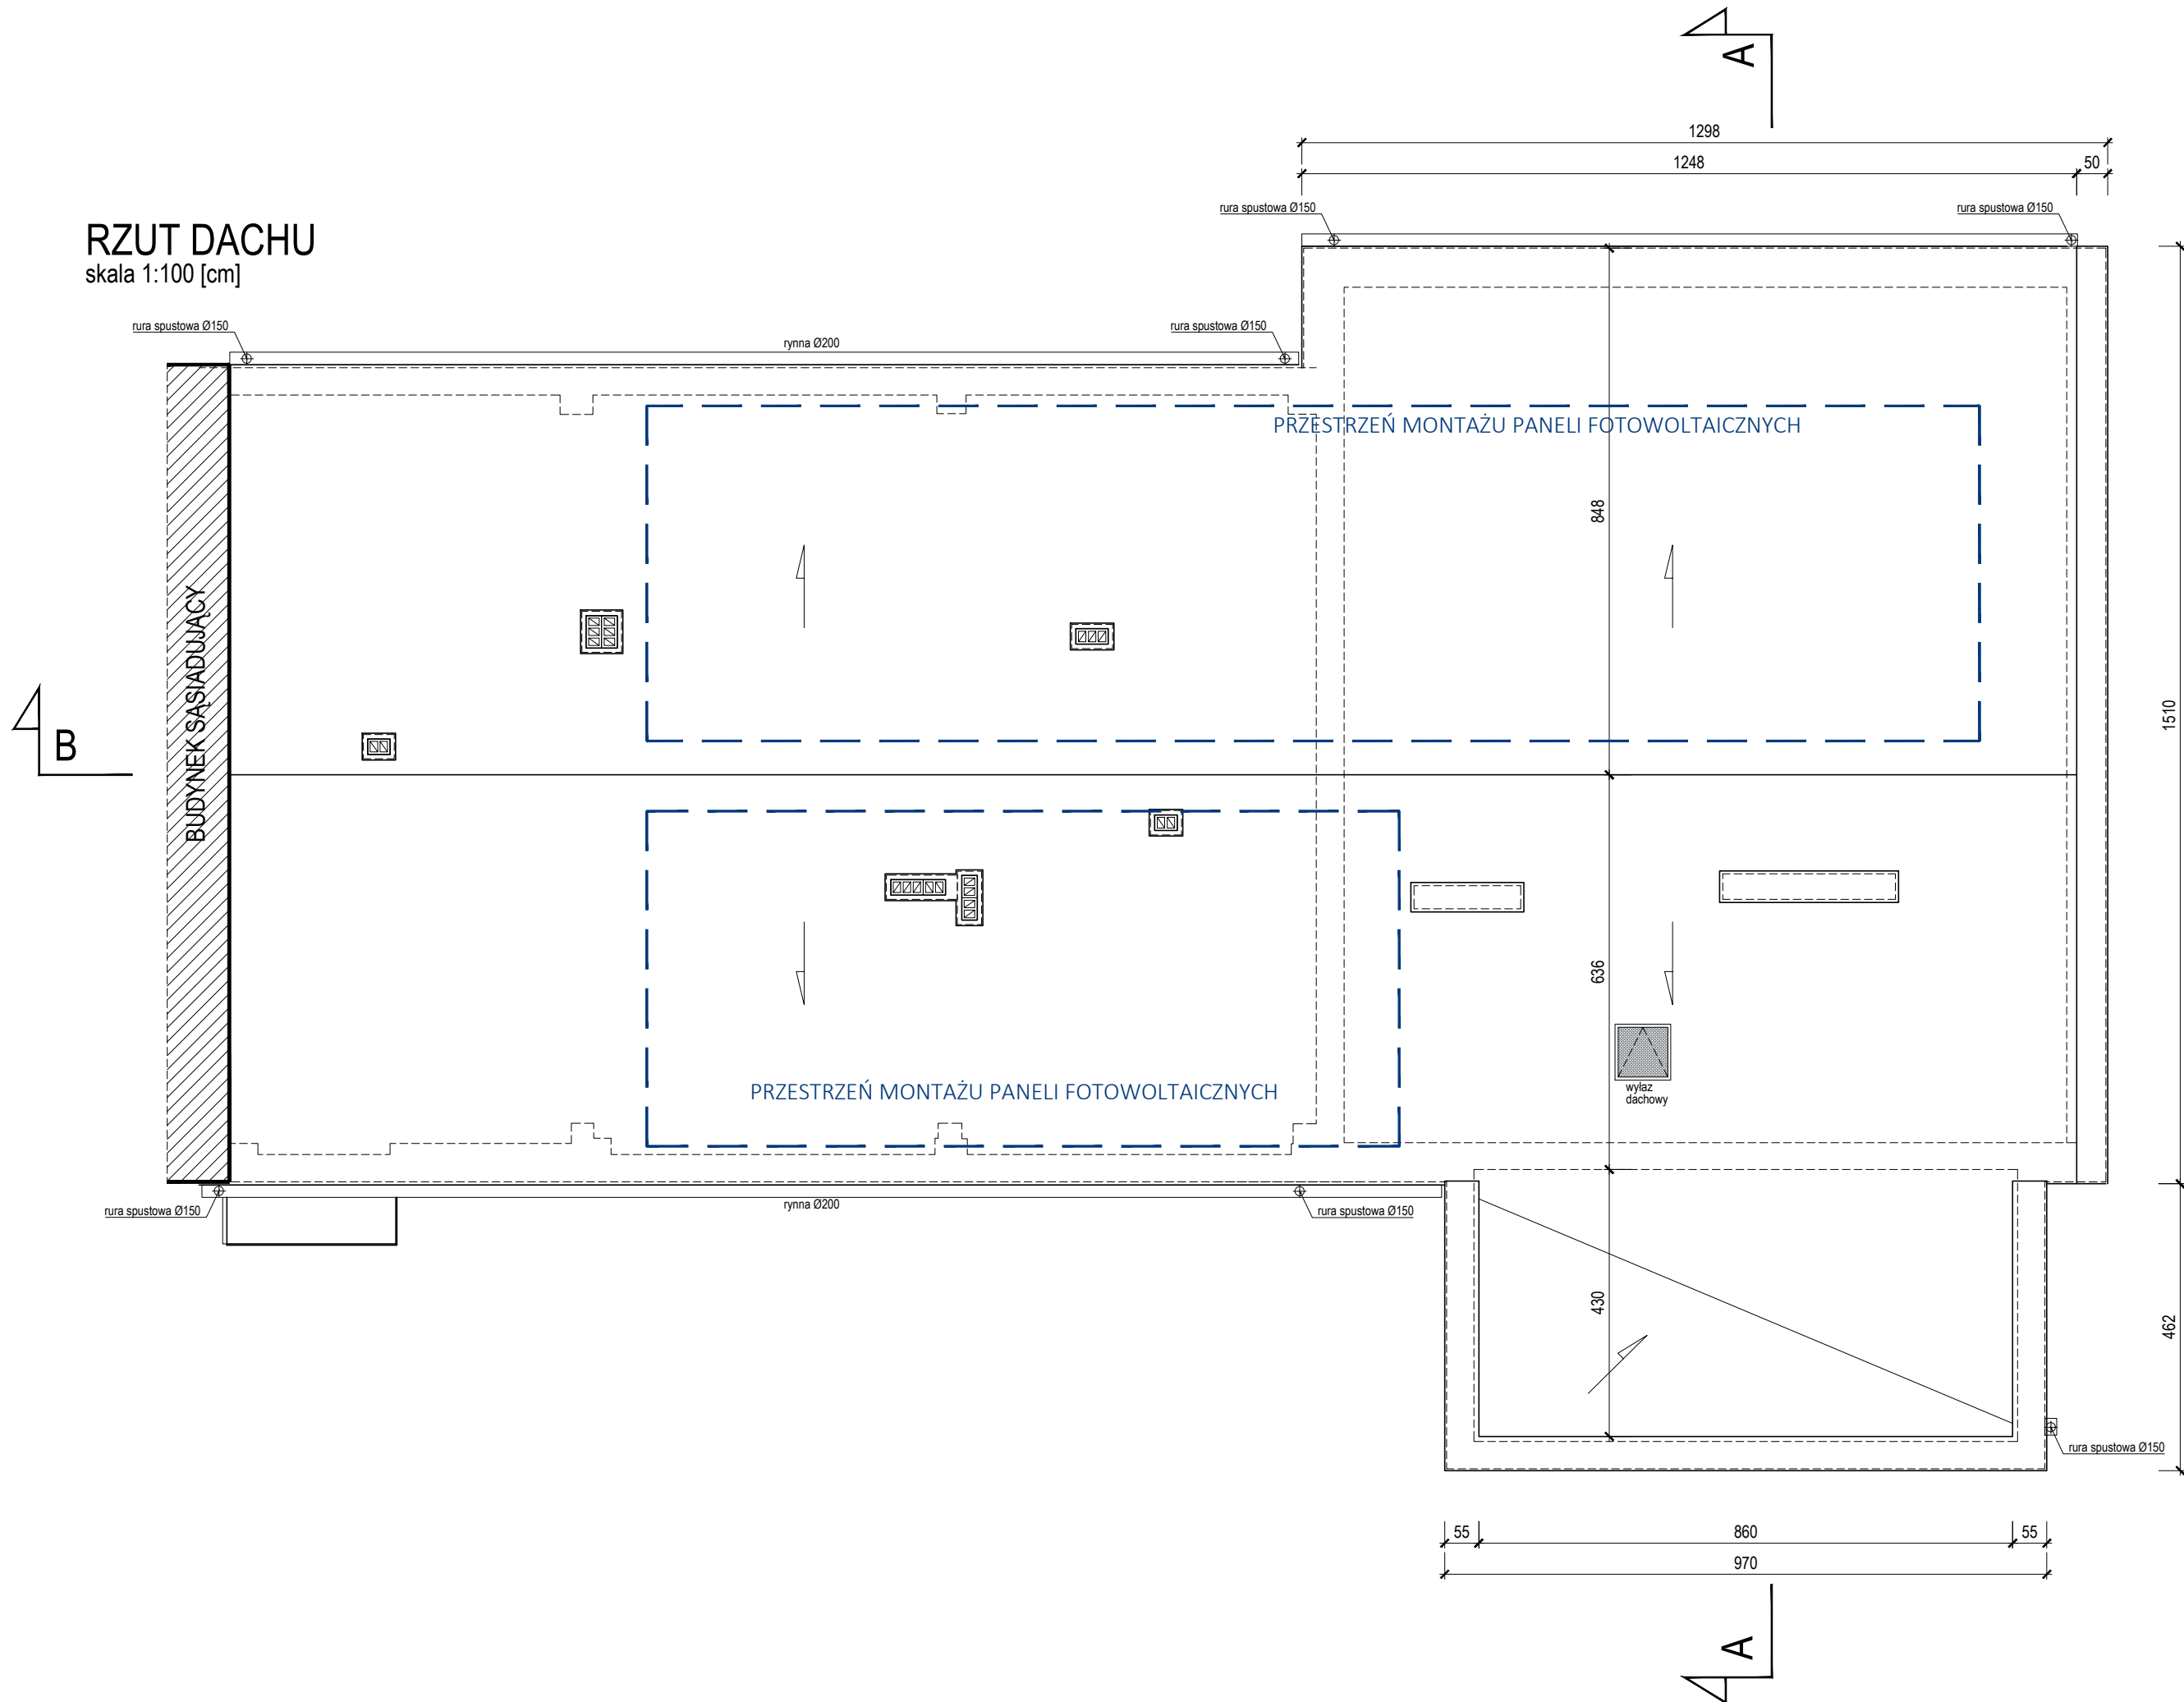 A
1298
1248
50
rura spustowa Ø150
rura spustowa Ø150
RZUT DACHU
skala 1:100 [cm]
rura spustowa Ø150
rura spustowa Ø150
rynna Ø200
PRZESTRZEŃ MONTAŻU PANELI FOTOWOLTAICZNYCH
848
BUDYNEK SĄSIADUJĄCY
B
1510
636
wyłaz
dachowy
PRZESTRZEŃ MONTAŻU PANELI FOTOWOLTAICZNYCH
rura spustowa Ø150
rynna Ø200
rura spustowa Ø150
430
462
rura spustowa Ø150
55
860
55
970
A